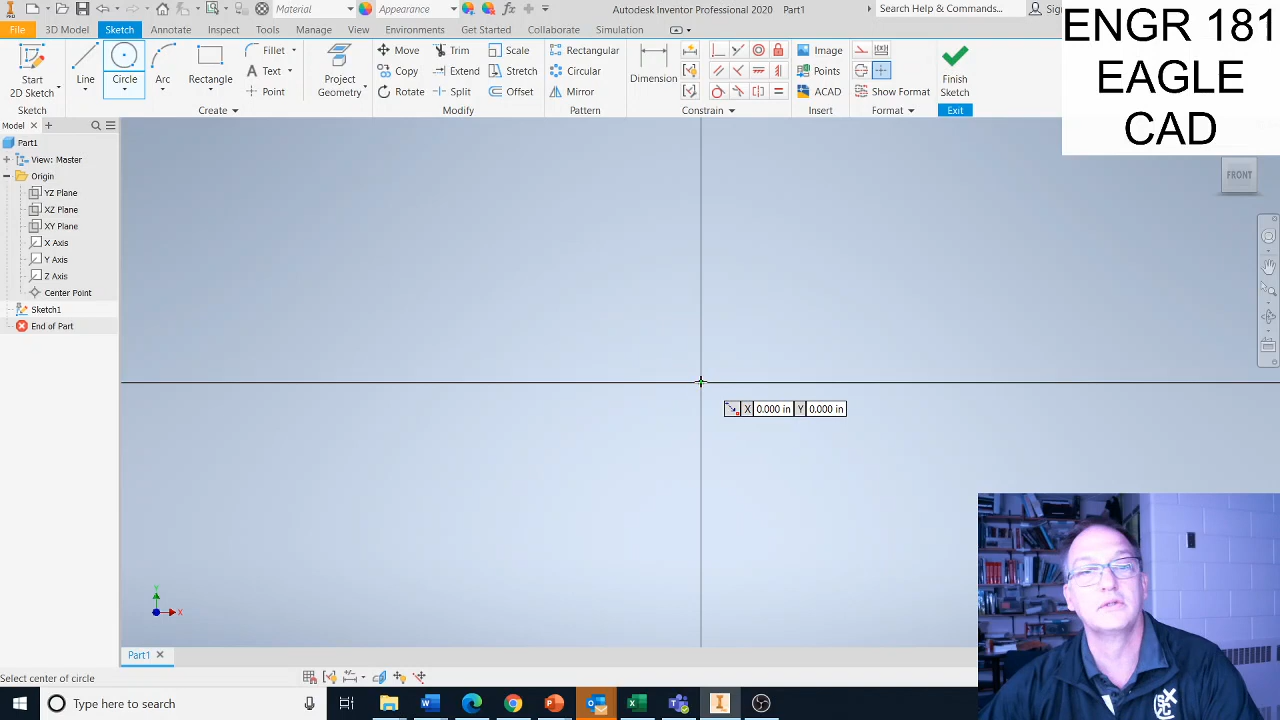 Material
Appearance
fx
Autodesk Inventor Professional 2020 Part1
Search Help & Commands...
File
3D Model
Sketch
Annotate
Inspect
Tools
Manage
View
Environments
Get Started
Collaborate
Simulation
Start
2D Sketch
Line
Circle
Arc
Rectangle
Fillet
Text
Point
Project
Geometry
Move
Copy
Rotate
Trim
Extend
Split
Scale
Stretch
Offset
Rectangular
Circular
Mirror
Dimension
Image
Points
ACAD
Show Format
Finish
Sketch
Sketch
Create
Modify
Pattern
Constrain
Insert
Format
Exit
ENGR 181
EAGLE
CAD
Model
Part1
View: Master
Origin
YZ Plane
XZ Plane
XY Plane
X Axis
Y Axis
Z Axis
Center Point
Sketch1
End of Part
FRONT
X 0.000 in Y 0.000 in
Y
X
Part1
Select center of circle
Type here to search